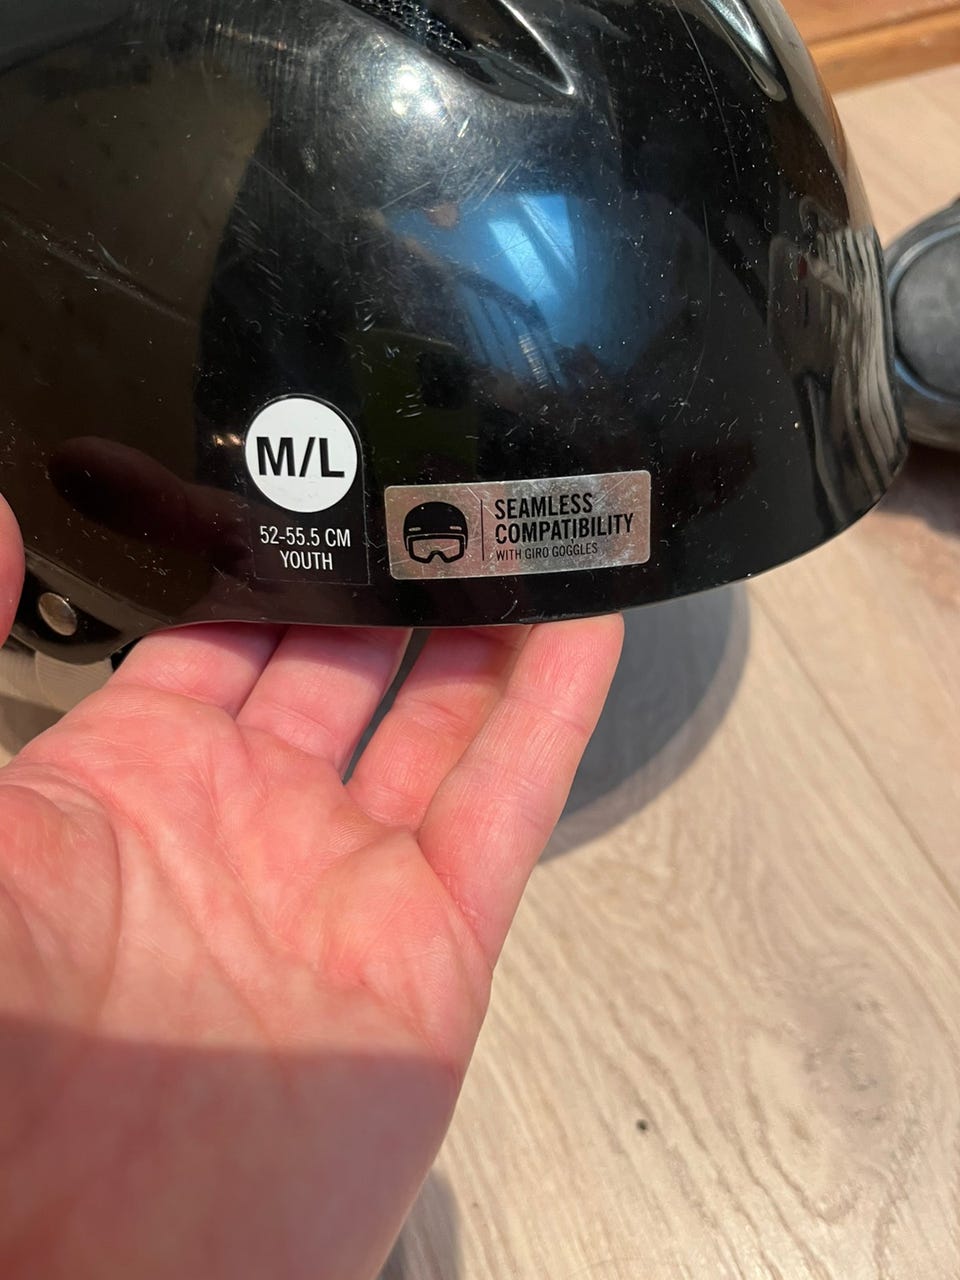 M/L
52-55.5 CM
YOUTH
SEAMLESS
COMPATIBILITY
WITH GIRO GOGGLES